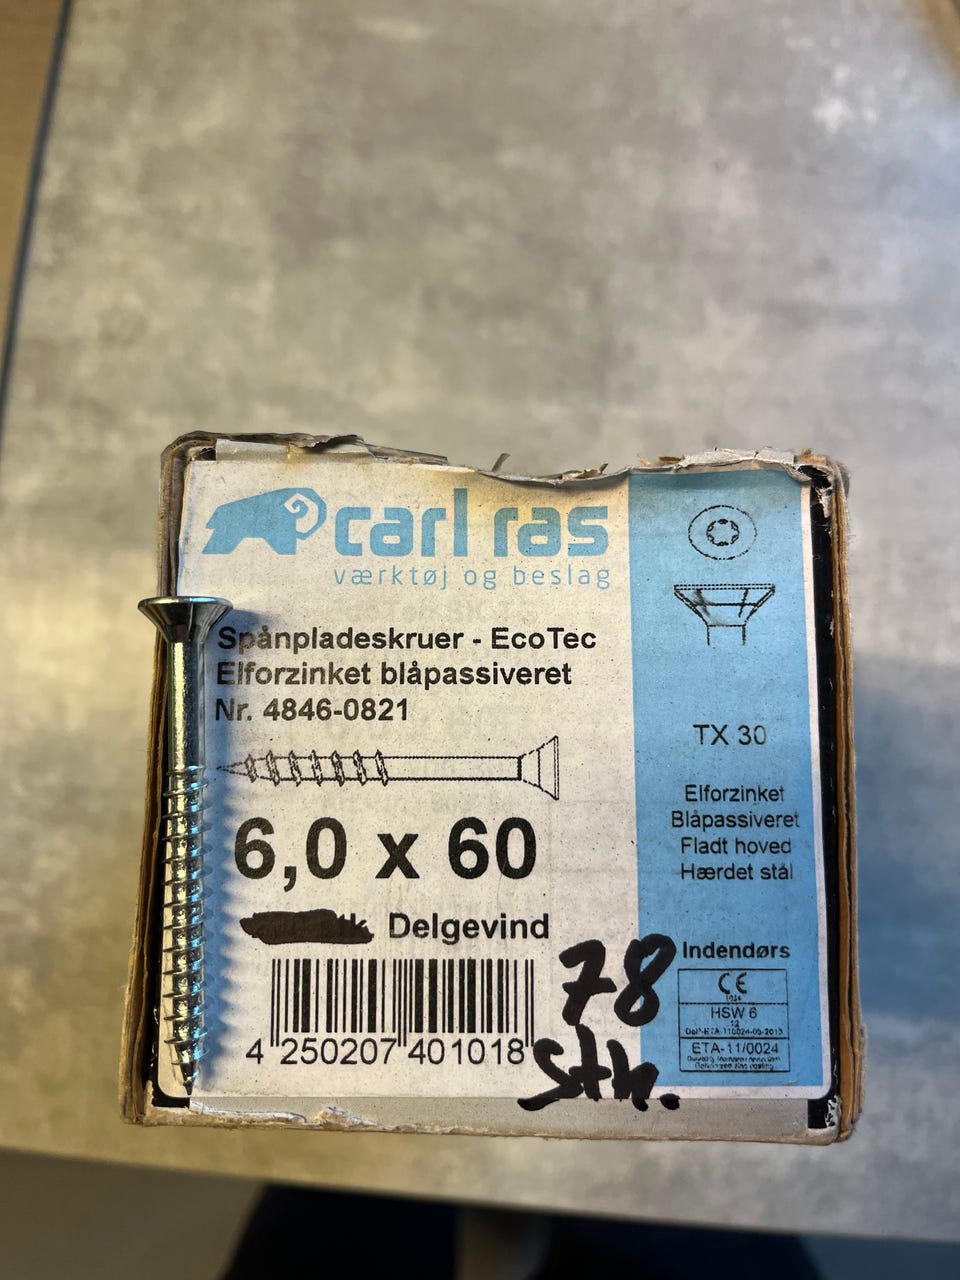 carl ras
værktøj og beslag
Spånpladeskruer - EcoTec
Elforzinket blåpassiveret
Nr. 4846-0821
6,0 x 60
Delgevind
4 250207 401018
78
stk.
TX 30
Elforzinket
Blåpassiveret
Fladt hoved
Hærdet stål
Indendørs
CE
HSW 6
12
ETA-11/0024